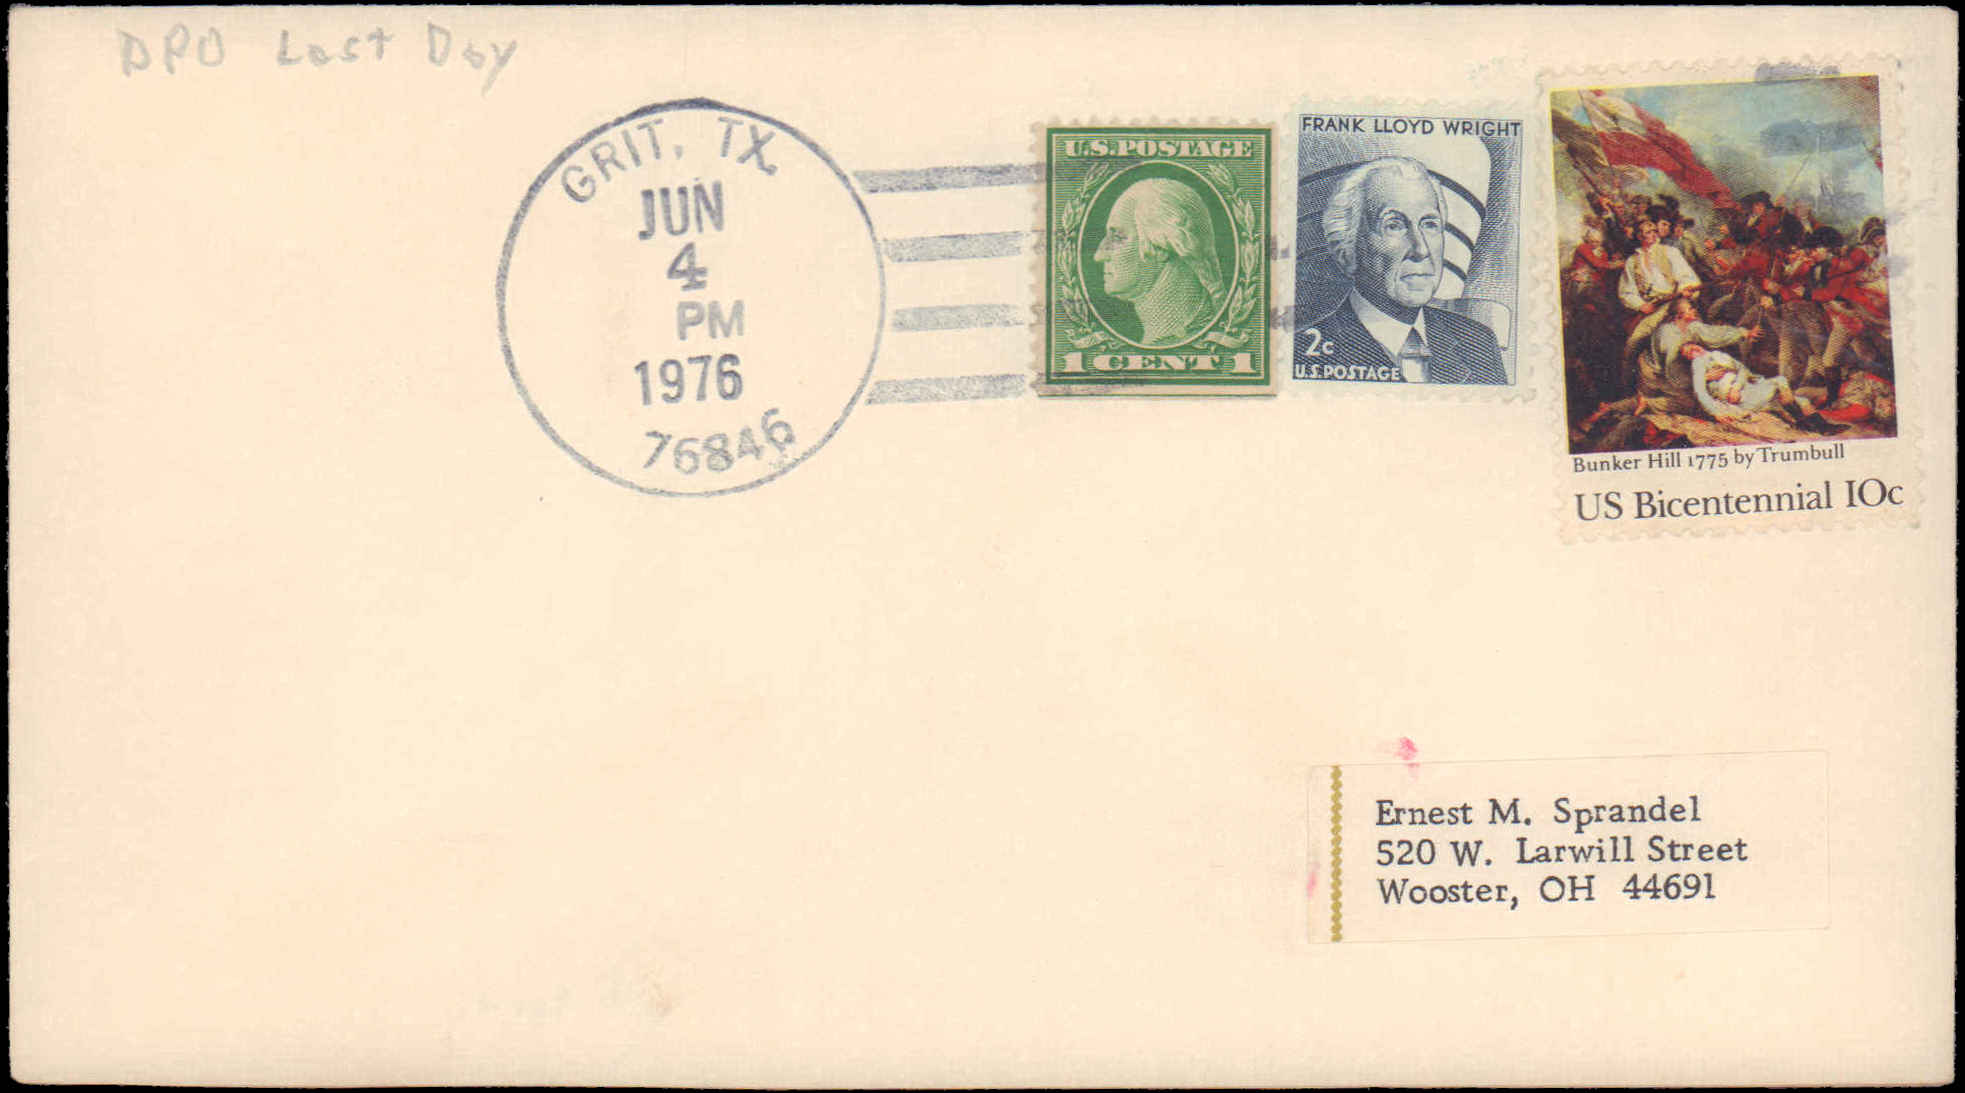 DPO Last Day
GRIT, TX
JUN
4
PM
1976
76846
U.S. POSTAGE
1 CENT 1
FRANK LLOYD WRIGHT
2c
U.S. POSTAGE
Bunker Hill 1775 by Trumbull
US Bicentennial 10c
Ernest M. Sprandel
520 W. Larwill Street
Wooster, OH 44691